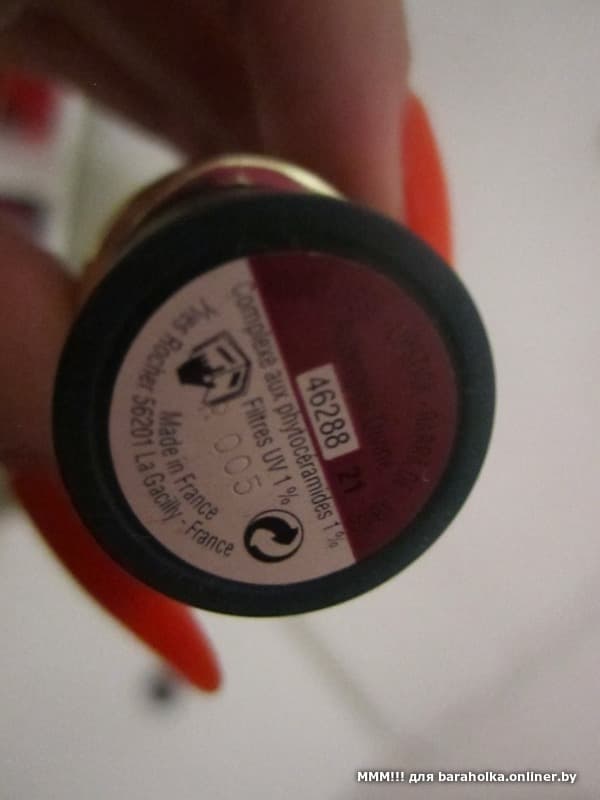 46288
21
Complexe aux phytocéramides 1%
Filtres UV 1%
005
Made in France
Yves Rocher 56201 La Gacilly - France
MMM!!! для baraholka.onliner.by